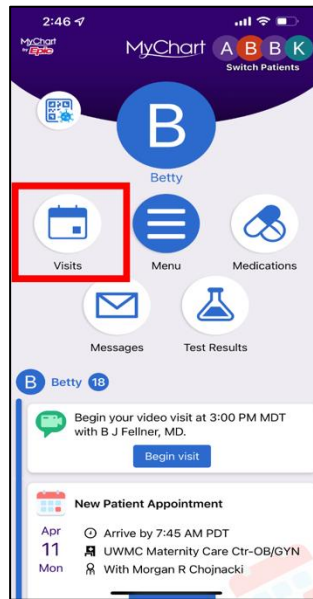 2:46
MyChart
by Epic
MyChart
A B B K
Switch Patients
B
Betty
Visits
Menu
Medications
Messages
Test Results
B Betty 18
Begin your video visit at 3:00 PM MDT
with B J Fellner, MD.
Begin visit
New Patient Appointment
Apr
11
Mon
Arrive by 7:45 AM PDT
UWMC Maternity Care Ctr-OB/GYN
With Morgan R Chojnacki